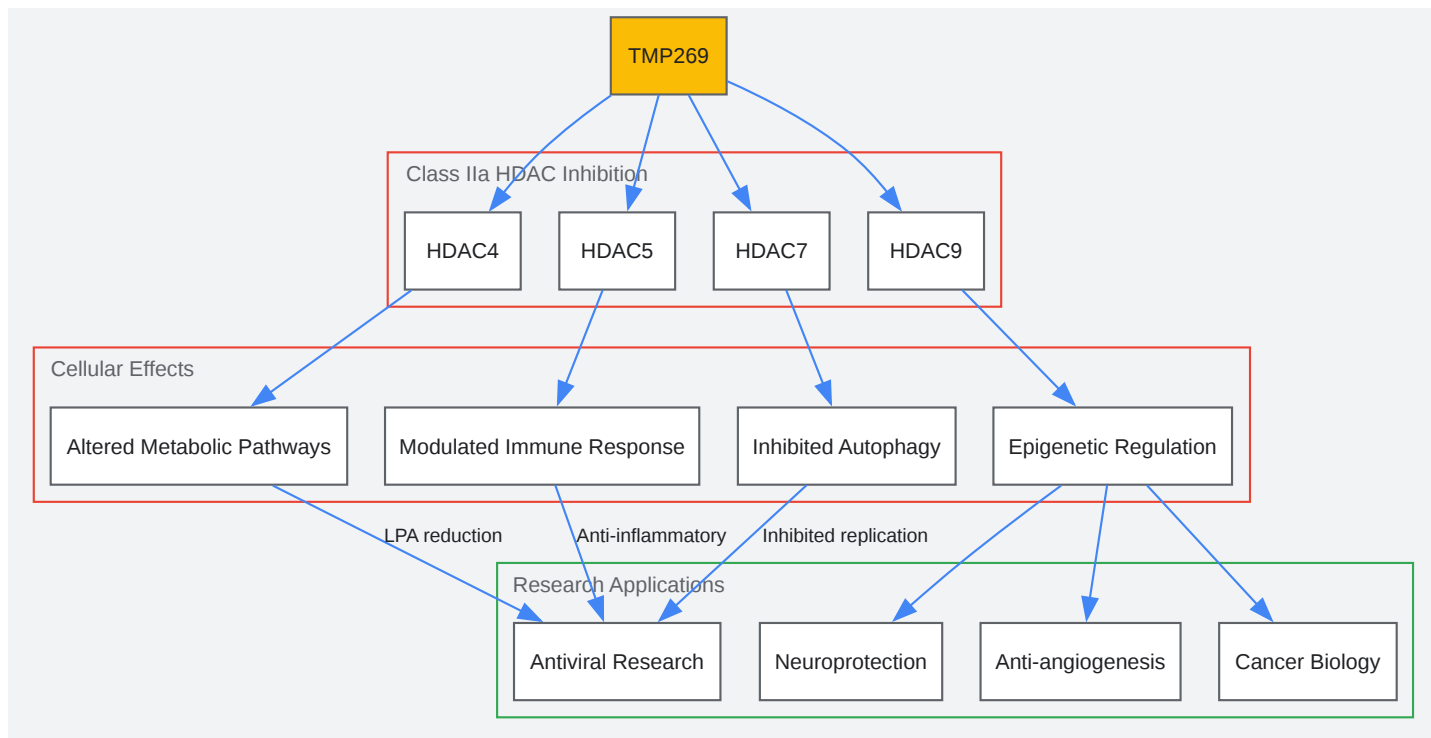 TMP269
Class IIa HDAC Inhibition
HDAC4
HDAC5
HDAC7
HDAC9
Cellular Effects
Altered Metabolic Pathways
Modulated Immune Response
Inhibited Autophagy
Epigenetic Regulation
LPA reduction
Anti-inflammatory
Inhibited replication
Research Applications
Antiviral Research
Neuroprotection
Anti-angiogenesis
Cancer Biology